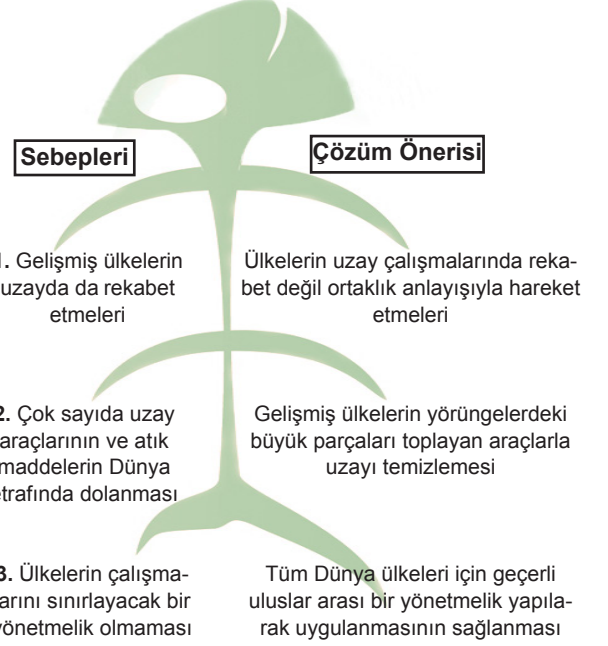 Sebepleri
Çözüm Önerisi
1. Gelişmiş ülkelerin
uzayda da rekabet
etmeleri
Ülkelerin uzay çalışmalarında reka-
bet değil ortaklık anlayışıyla hareket
etmeleri
2. Çok sayıda uzay
araçlarının ve atık
maddelerin Dünya
etrafında dolanması
Gelişmiş ülkelerin yörüngelerdeki
büyük parçaları toplayan araçlarla
uzayı temizlemesi
3. Ülkelerin çalışma-
larını sınırlayacak bir
yönetmelik olmaması
Tüm Dünya ülkeleri için geçerli
uluslar arası bir yönetmelik yapıla-
rak uygulanmasının sağlanması